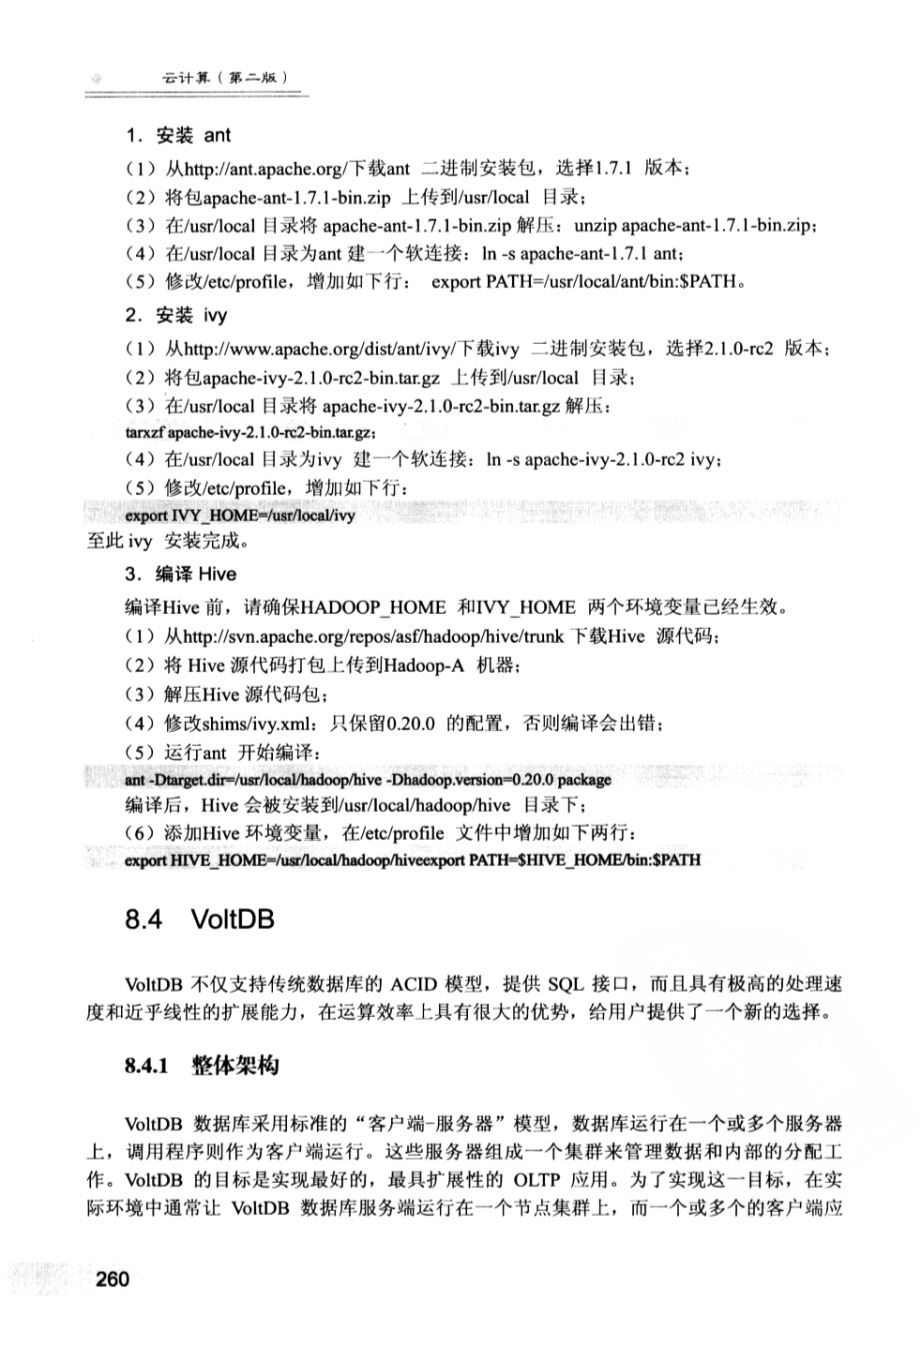 云计算（第二版）
1．安装 ant
（1）从http://ant.apache.org/下载ant 二进制安装包，选择1.7.1 版本；
（2）将包apache-ant-1.7.1-bin.zip 上传到/usr/local 目录；
（3）在/usr/local 目录将 apache-ant-1.7.1-bin.zip 解压：unzip apache-ant-1.7.1-bin.zip；
（4）在/usr/local 目录为ant 建一个软连接：ln -s apache-ant-1.7.1 ant；
（5）修改/etc/profile，增加如下行： export PATH=/usr/local/ant/bin:$PATH。
2．安装 ivy
（1）从http://www.apache.org/dist/ant/ivy/下载ivy 二进制安装包，选择2.1.0-rc2 版本；
（2）将包apache-ivy-2.1.0-rc2-bin.tar.gz 上传到/usr/local 目录；
（3）在/usr/local 目录将 apache-ivy-2.1.0-rc2-bin.tar.gz 解压：
tarxzf apache-ivy-2.1.0-rc2-bin.tar.gz；
（4）在/usr/local 目录为ivy 建一个软连接：ln -s apache-ivy-2.1.0-rc2 ivy；
（5）修改/etc/profile，增加如下行：
export IVY_HOME=/usr/local/ivy
至此 ivy 安装完成。
3．编译 Hive
编译Hive 前，请确保HADOOP_HOME 和IVY_HOME 两个环境变量已经生效。
（1）从http://svn.apache.org/repos/asf/hadoop/hive/trunk 下载Hive 源代码；
（2）将 Hive 源代码打包上传到Hadoop-A 机器；
（3）解压Hive 源代码包；
（4）修改shims/ivy.xml：只保留0.20.0 的配置，否则编译会出错；
（5）运行ant 开始编译：
ant -Dtarget.dir=/usr/local/hadoop/hive -Dhadoop.version=0.20.0 package
编译后，Hive 会被安装到/usr/local/hadoop/hive 目录下；
（6）添加Hive 环境变量，在/etc/profile 文件中增加如下两行：
export HIVE_HOME=/usr/local/hadoop/hiveexport PATH=$HIVE_HOME/bin:$PATH
8.4 VoltDB
VoltDB 不仅支持传统数据库的 ACID 模型，提供 SQL 接口，而且具有极高的处理速
度和近乎线性的扩展能力，在运算效率上具有很大的优势，给用户提供了一个新的选择。
8.4.1 整体架构
VoltDB 数据库采用标准的“客户端-服务器”模型，数据库运行在一个或多个服务器
上，调用程序则作为客户端运行。这些服务器组成一个集群来管理数据和内部的分配工
作。VoltDB 的目标是实现最好的，最具扩展性的 OLTP 应用。为了实现这一目标，在实
际环境中通常让 VoltDB 数据库服务端运行在一个节点集群上，而一个或多个的客户端应
260